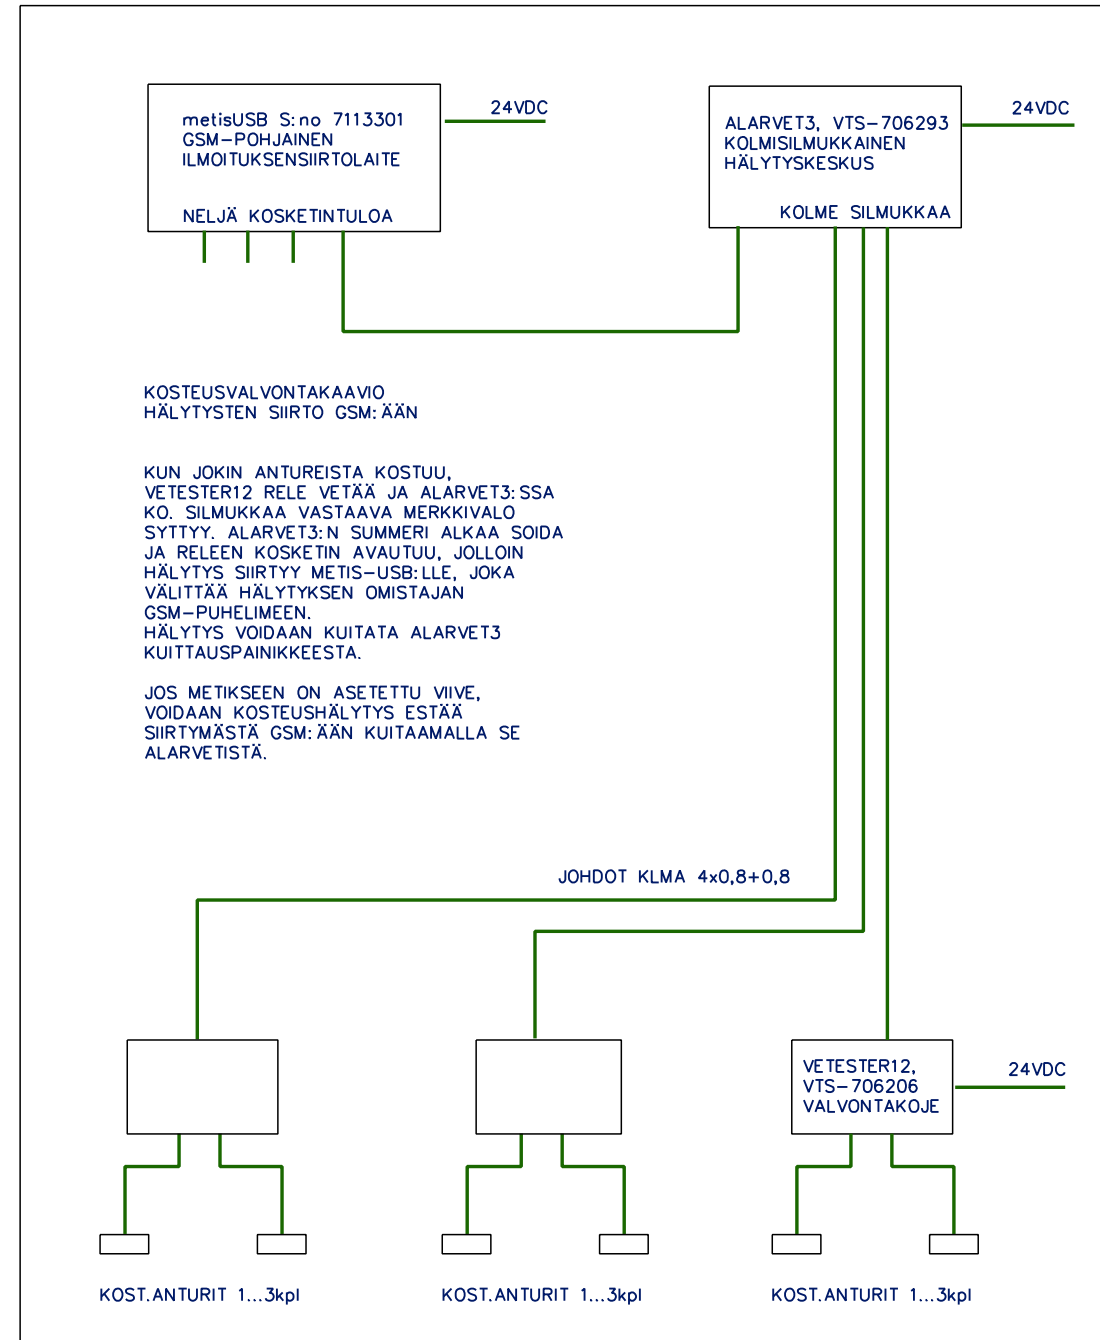 metisUSB S:no 7113301
GSM-POHJAINEN
ILMOITUKSENSIIRTOLAITE
NELJÄ KOSKETINTULOA
24VDC
ALARVET3, VTS-706293
KOLMISILMUKKAINEN
HÄLYTYSKESKUS
KOLME SILMUKKAA
24VDC
KOSTEUSVALVONTAKAAVIO
HÄLYTYSTEN SIIRTO GSM:ÄÄN
KUN JOKIN ANTUREISTA KOSTUU,
VETESTER12 RELE VETÄÄ JA ALARVET3:SSA
KO. SILMUKKAA VASTAAVA MERKKIVALO
SYTTYY. ALARVET3:N SUMMERI ALKAA SOIDA
JA RELEEN KOSKETIN AVAUTUU, JOLLOIN
HÄLYTYS SIIRTYY METIS-USB:LLE, JOKA
VÄLITTÄÄ HÄLYTYKSEN OMISTAJAN
GSM-PUHELIMEEN.
HÄLYTYS VOIDAAN KUITATA ALARVET3
KUITTAUSPAINIKKEESTA.
JOS METIKSEEN ON ASETETTU VIIVE,
VOIDAAN KOSTEUSHÄLYTYS ESTÄÄ
SIIRTYMÄSTÄ GSM:ÄÄN KUITAAMALLA SE
ALARVETISTÄ.
JOHDOT KLMA 4x0,8+0,8
VETESTER12,
VTS-706206
VALVONTAKOJE
24VDC
KOST.ANTURIT 1...3kpl
KOST.ANTURIT 1...3kpl
KOST.ANTURIT 1...3kpl